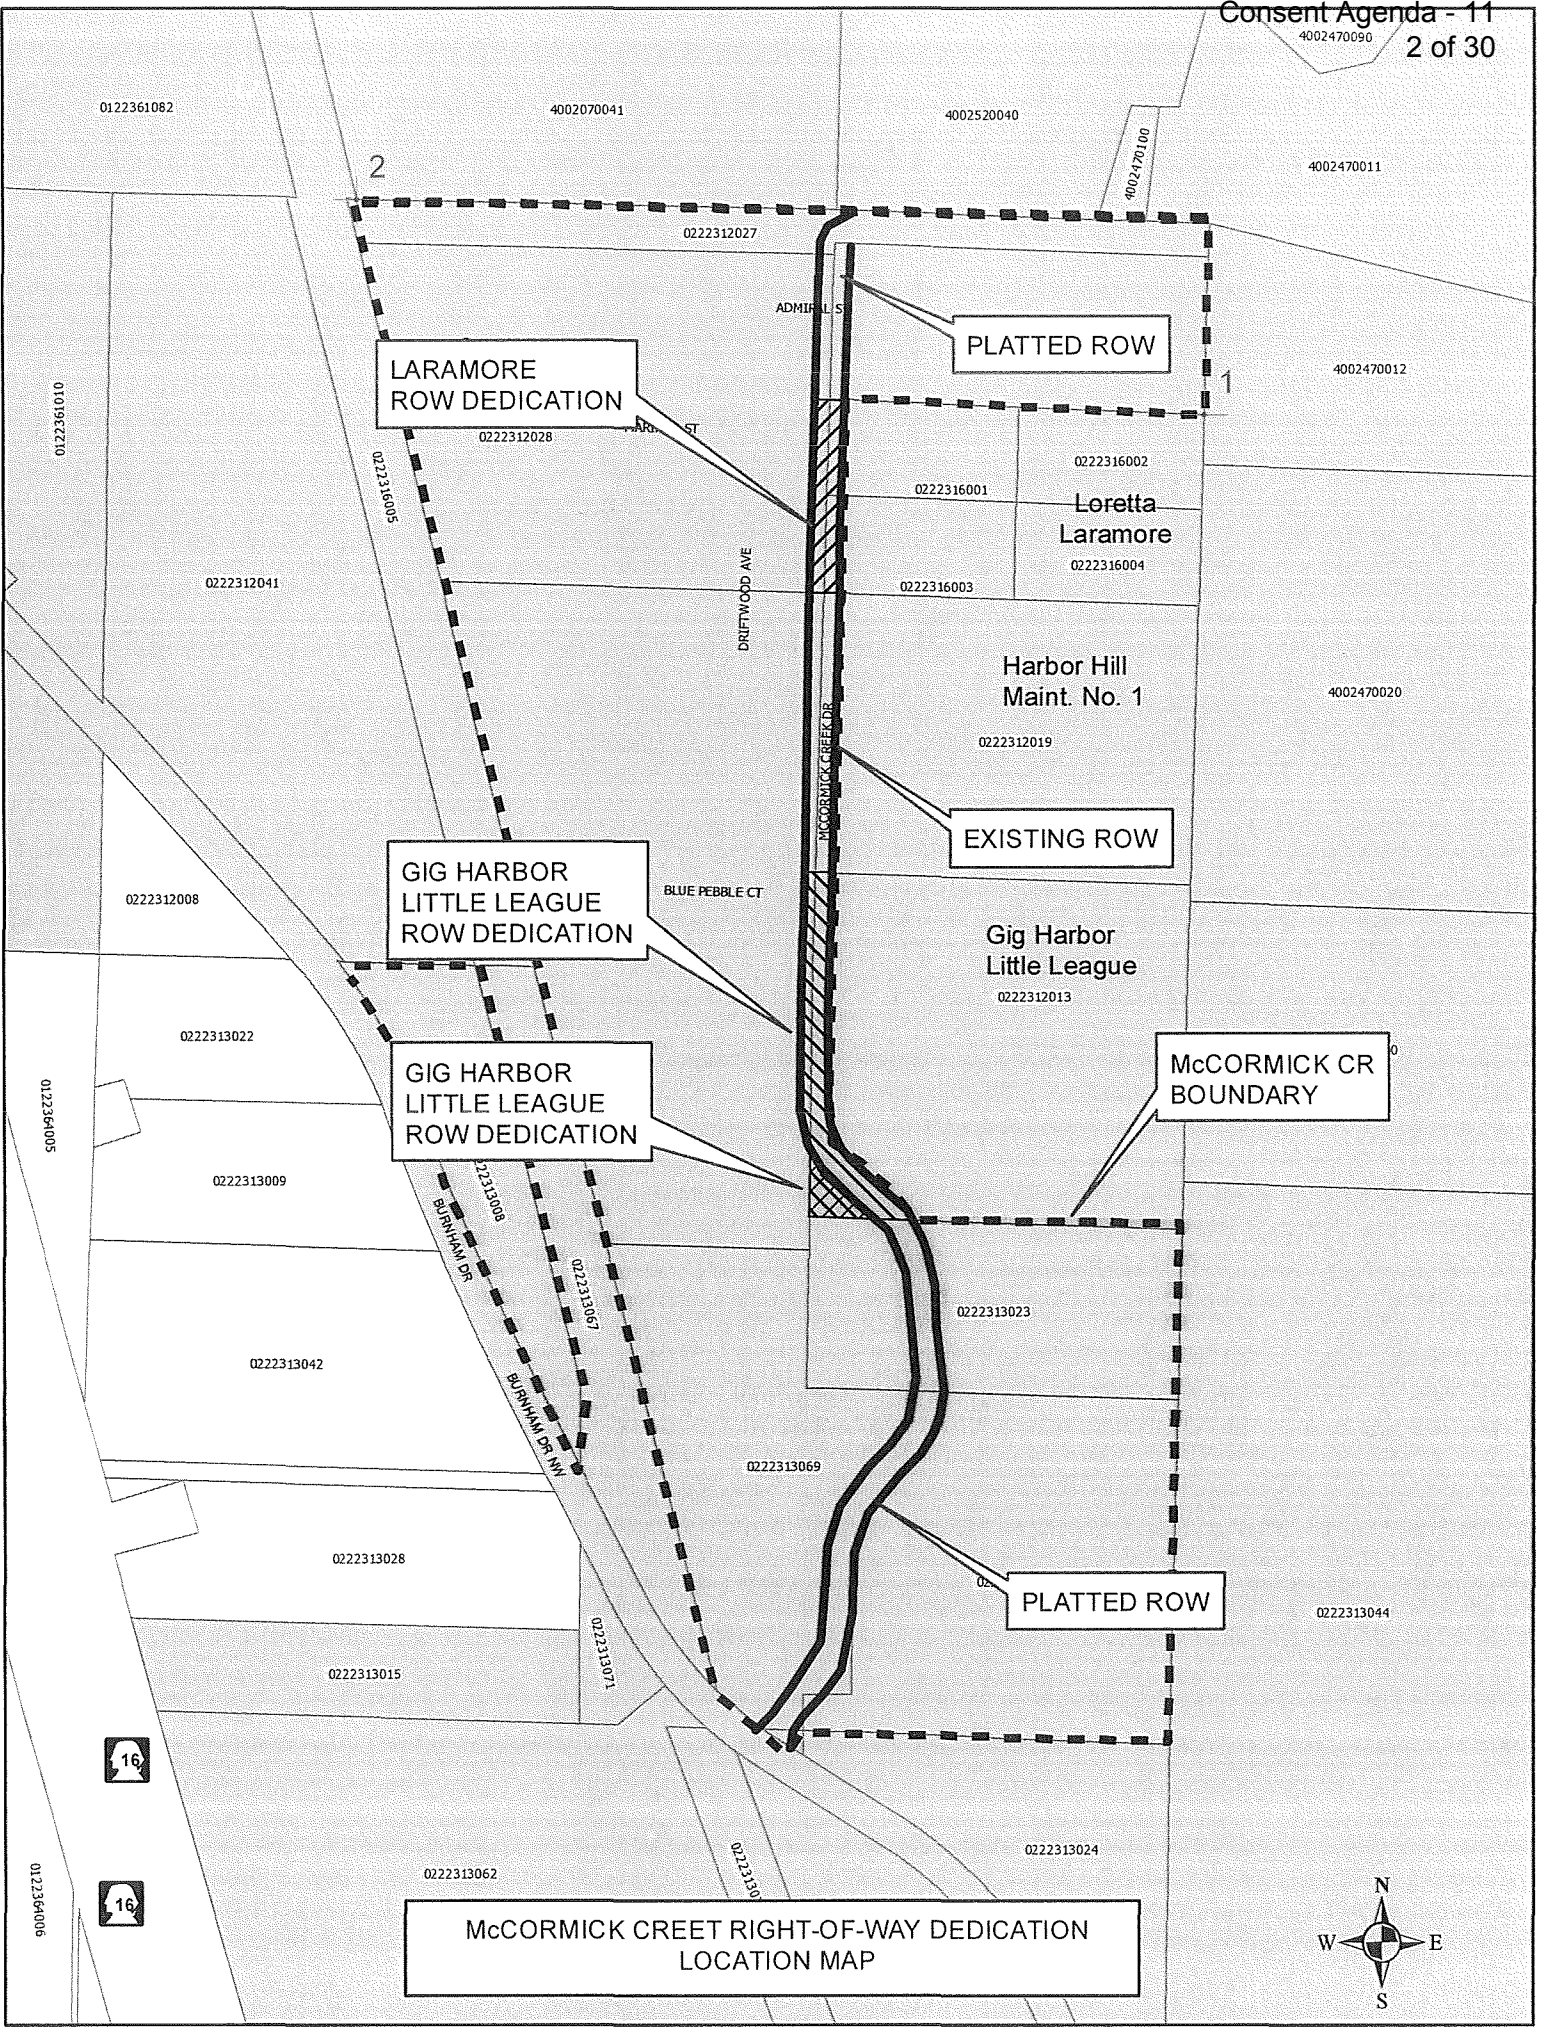 Consent Agenda - 11
4002470090
2 of 30
0122361082
4002070041
4002520040
4002470100
4002470011
2
0222312027
ADMIRAL S
PLATTED ROW
LARAMORE
ROW DEDICATION
4002470012
1
0122361010
ST
0222312028
0222316005
0222316002
0222316001
Loretta
Laramore
0222316004
0222312041
0222316003
DRIFTWOOD AVE
Harbor Hill
Maint. No. 1
4002470020
0222312019
MCCORMICK CREEK DR
EXISTING ROW
GIG HARBOR
LITTLE LEAGUE
ROW DEDICATION
BLUE PEBBLE CT
0222312008
Gig Harbor
Little League
0222312013
0222313022
McCORMICK CR
BOUNDARY
0
GIG HARBOR
LITTLE LEAGUE
ROW DEDICATION
0122364005
0222313009
22313008
BURNHAM DR
0222313067
0222313023
0222313042
BURNHAM DR NW
0222313069
0222313028
02
PLATTED ROW
0222313044
0222313015
0222313071
16
0222313024
0222313062
02223130
0122364006
16
McCORMICK CREET RIGHT-OF-WAY DEDICATION
LOCATION MAP
N
W
E
S